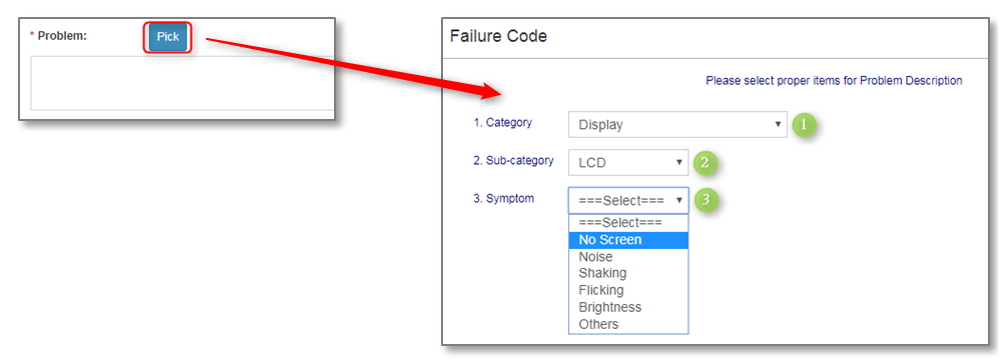 * Problem:
Pick
Failure Code
Please select proper items for Problem Description
1. Category
Display
1
2. Sub-category
LCD
2
3. Symptom
===Select===
3
===Select===
No Screen
Noise
Shaking
Flicking
Brightness
Others